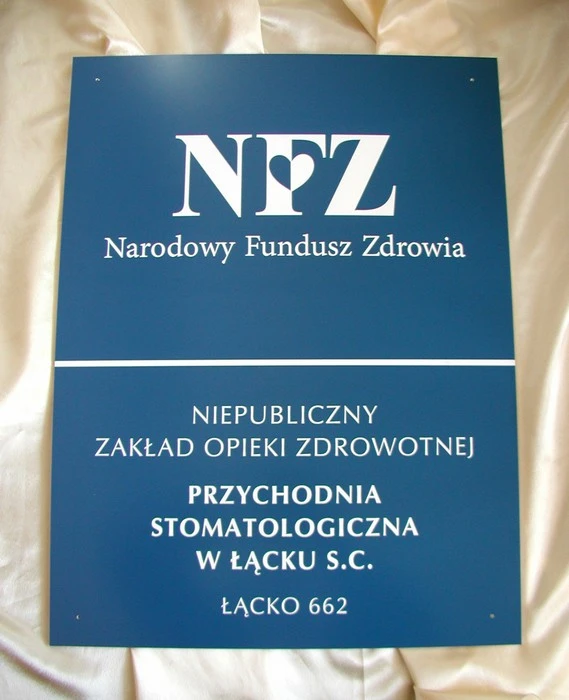 NFZ
Narodowy Fundusz Zdrowia
NIEPUBLICZNY
ZAKŁAD OPIEKI ZDROWOTNEJ
PRZYCHODNIA
STOMATOLOGICZNA
W ŁĄCKU S.C.
ŁĄCKO 662